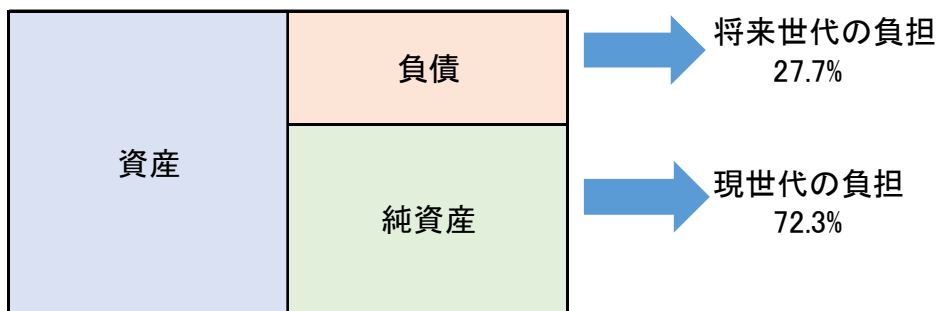 資産
負債
純資産
将来世代の負担
27.7%
現世代の負担
72.3%